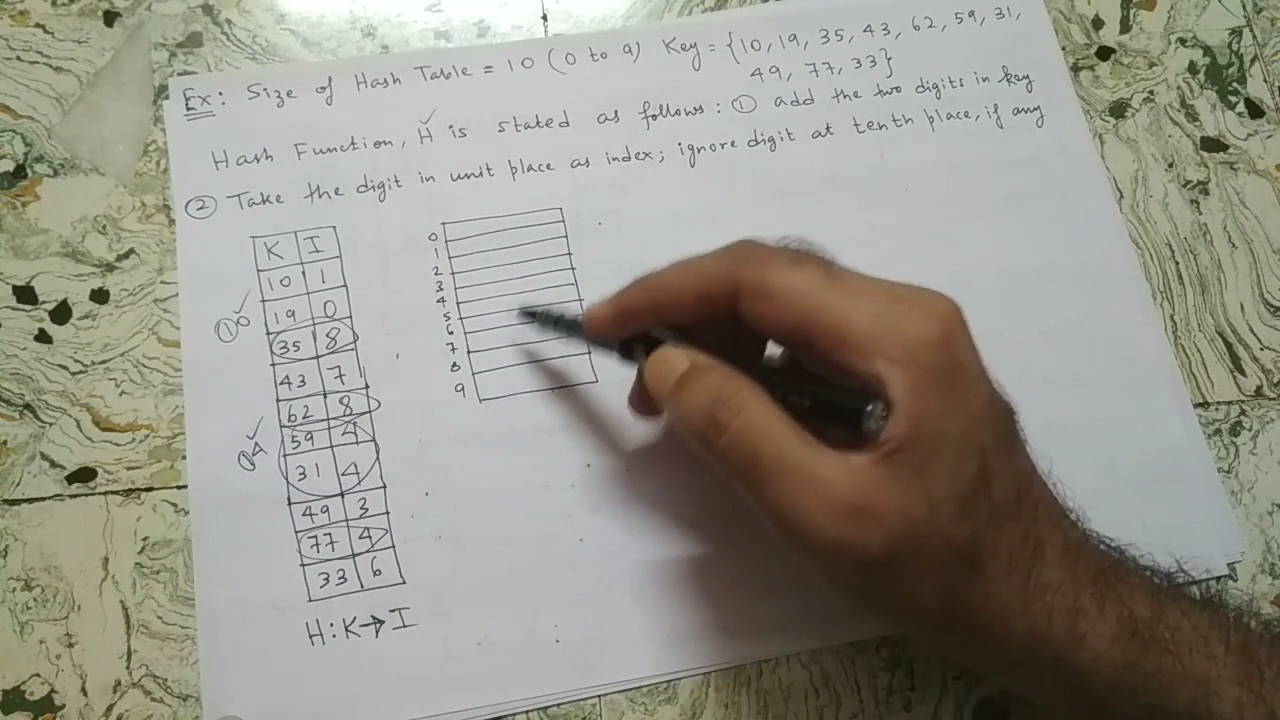 Ex: Size of Hash Table = 10 (0 to 9) Key = {10, 19, 35, 43, 62, 59, 31,
49, 77, 33}
Hash Function, H is stated as follows: ① add the two digits in key
② Take the digit in unit place as index; ignore digit at tenth place, if any
K I
10 1
①0 19 0
35 8
43 7
62 8
①4 59 4
31 4
49 3
77 4
33 6
H: K → I
0
1
2
3
4
5
6
7
8
9